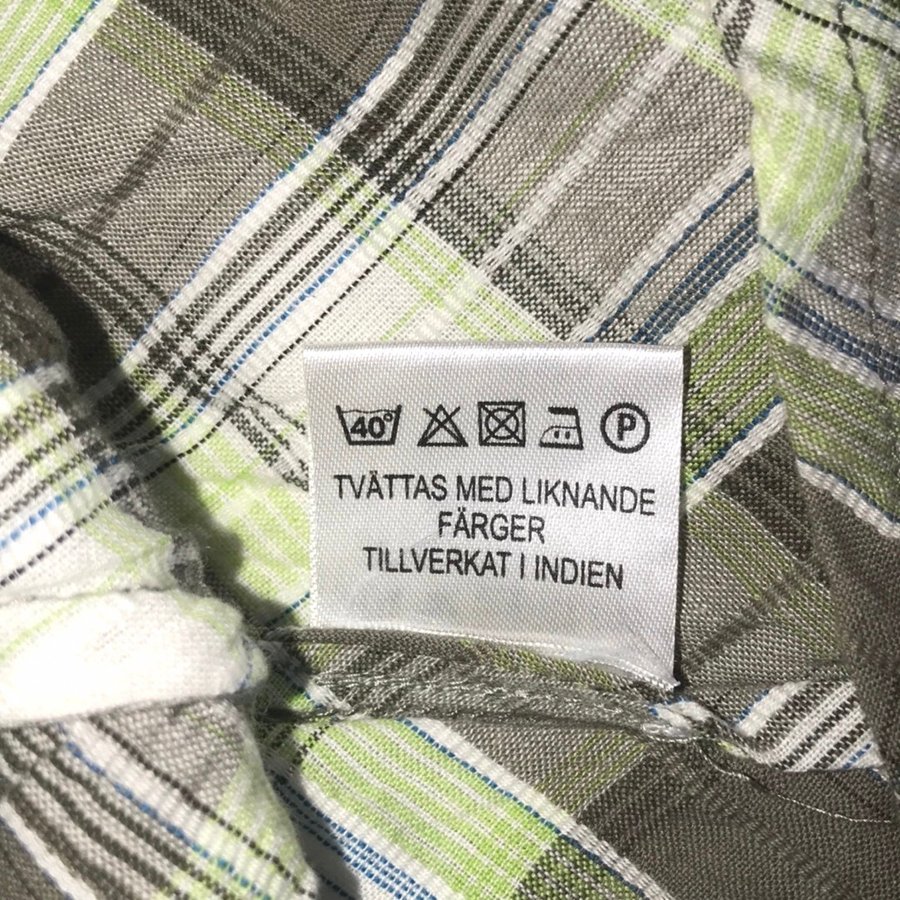 40° P
TVÄTTAS MED LIKNANDE
FÄRGER
TILLVERKAT I INDIEN